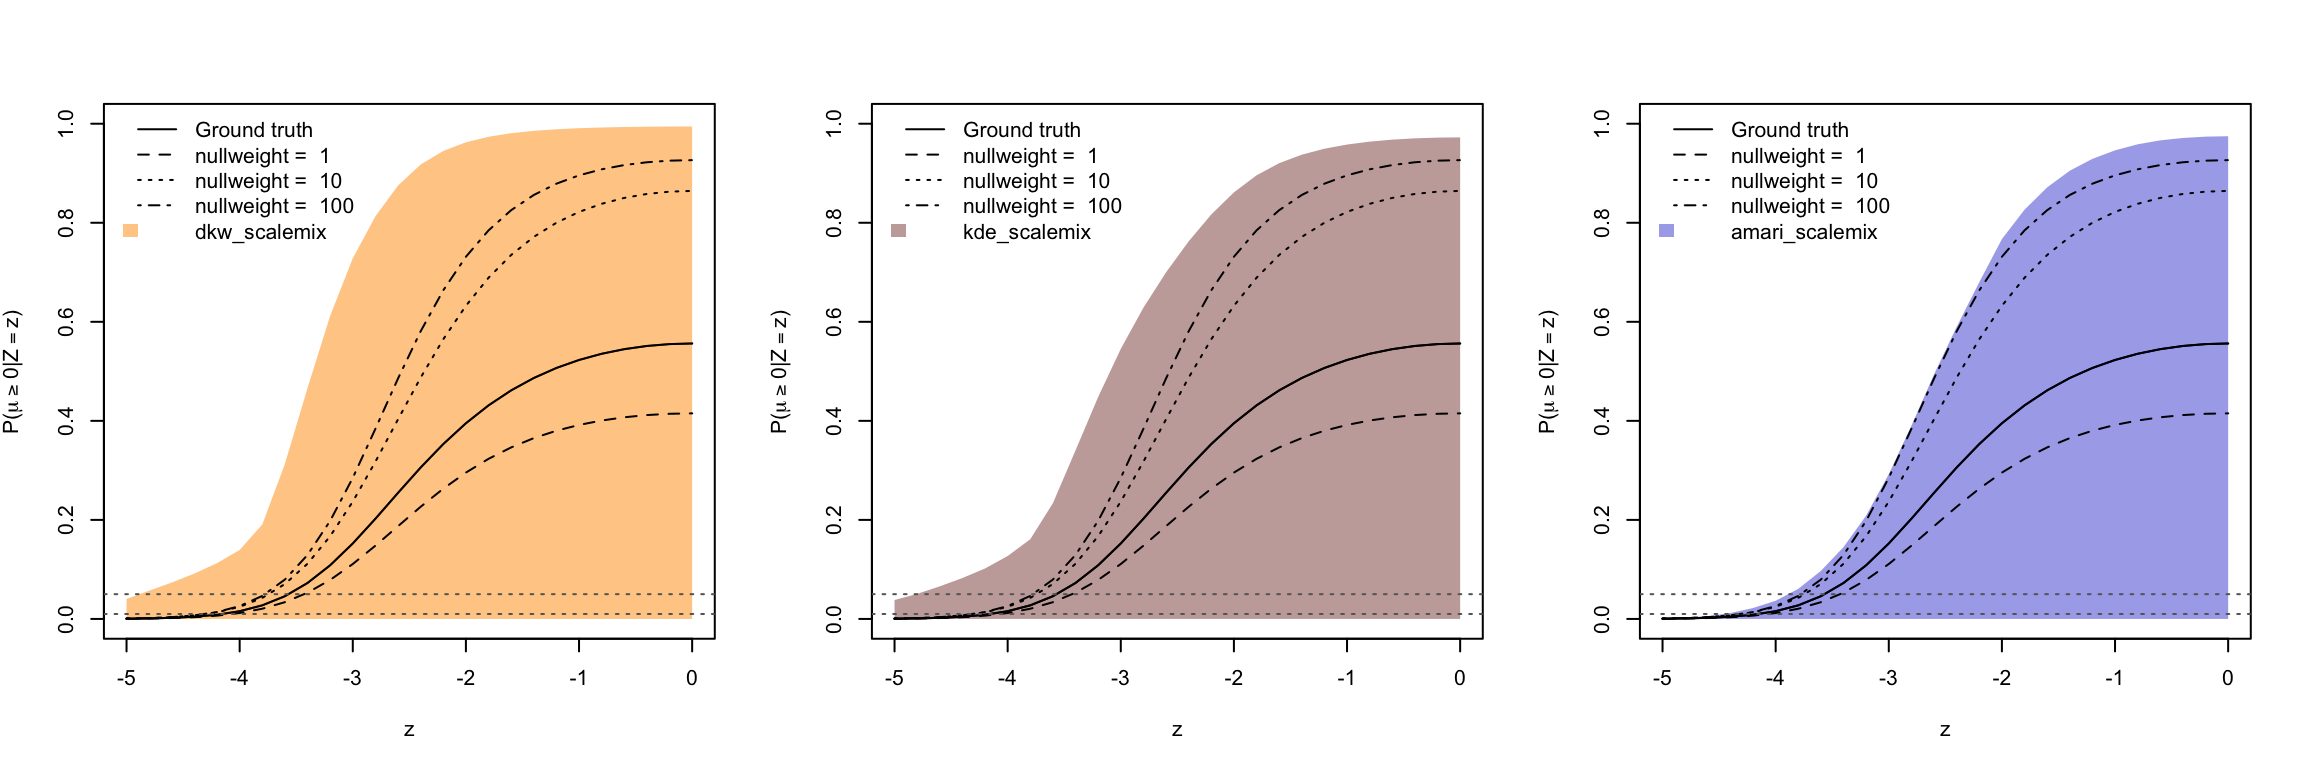 P(μ ≥ 0|Z = z)
1.0
0.8
0.6
0.4
0.2
0.0
Ground truth
nullweight = 1
nullweight = 10
nullweight = 100
dkw_scalemix
-5 -4 -3 -2 -1 0
z
P(μ ≥ 0|Z = z)
1.0
0.8
0.6
0.4
0.2
0.0
Ground truth
nullweight = 1
nullweight = 10
nullweight = 100
kde_scalemix
-5 -4 -3 -2 -1 0
z
P(μ ≥ 0|Z = z)
1.0
0.8
0.6
0.4
0.2
0.0
Ground truth
nullweight = 1
nullweight = 10
nullweight = 100
amari_scalemix
-5 -4 -3 -2 -1 0
z